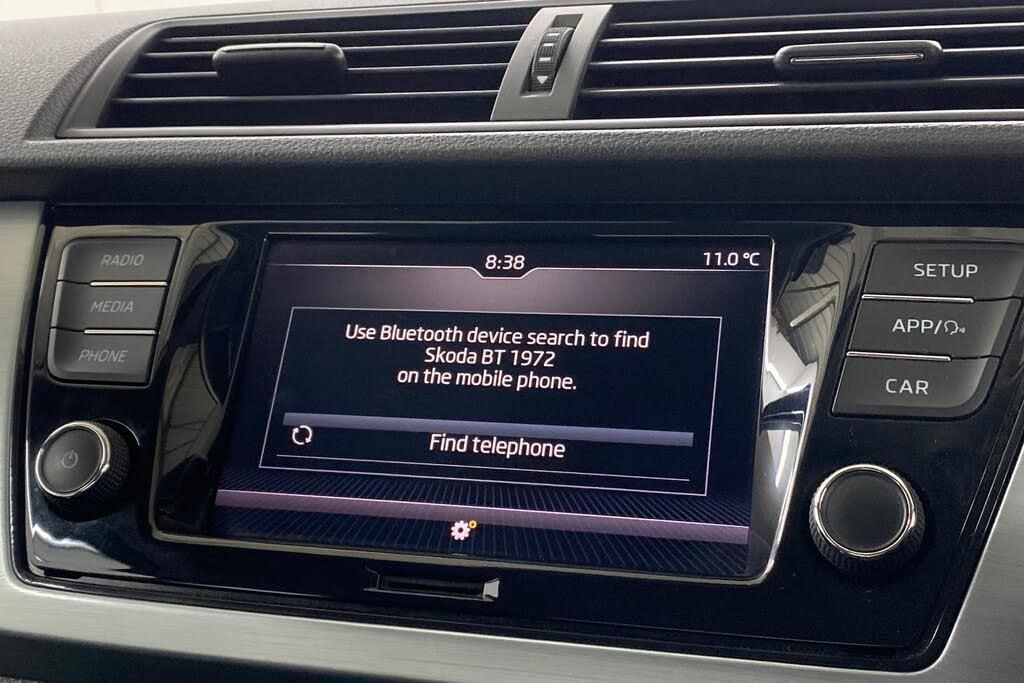 8:38
11.0 °C
RADIO
MEDIA
PHONE
Use Bluetooth device search to find
Skoda BT 1972
on the mobile phone.
Find telephone
SETUP
APP/
CAR